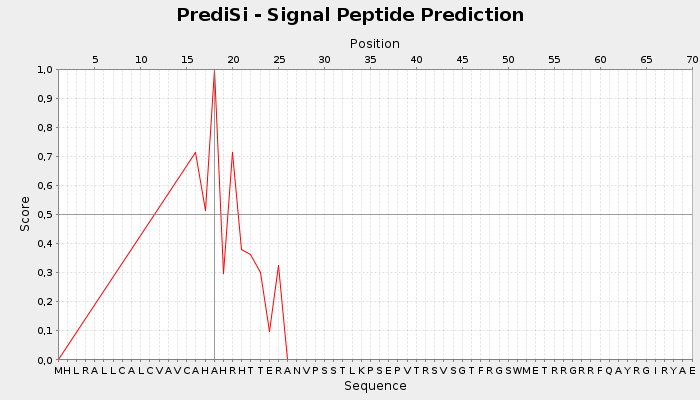 PrediSi - Signal Peptide Prediction
Position
5 10 15 20 25 30 35 40 45 50 55 60 65 70
1,0
0,9
0,8
0,7
0,6
0,5
0,4
0,3
0,2
0,1
0,0
Score
M H L R A L L C A L C V A V C A H A H R H T T E R A N V P S S T L K P S E P V T R S V S G T F R G S W M E T R R G R R F Q A Y R G I R Y A E
Sequence